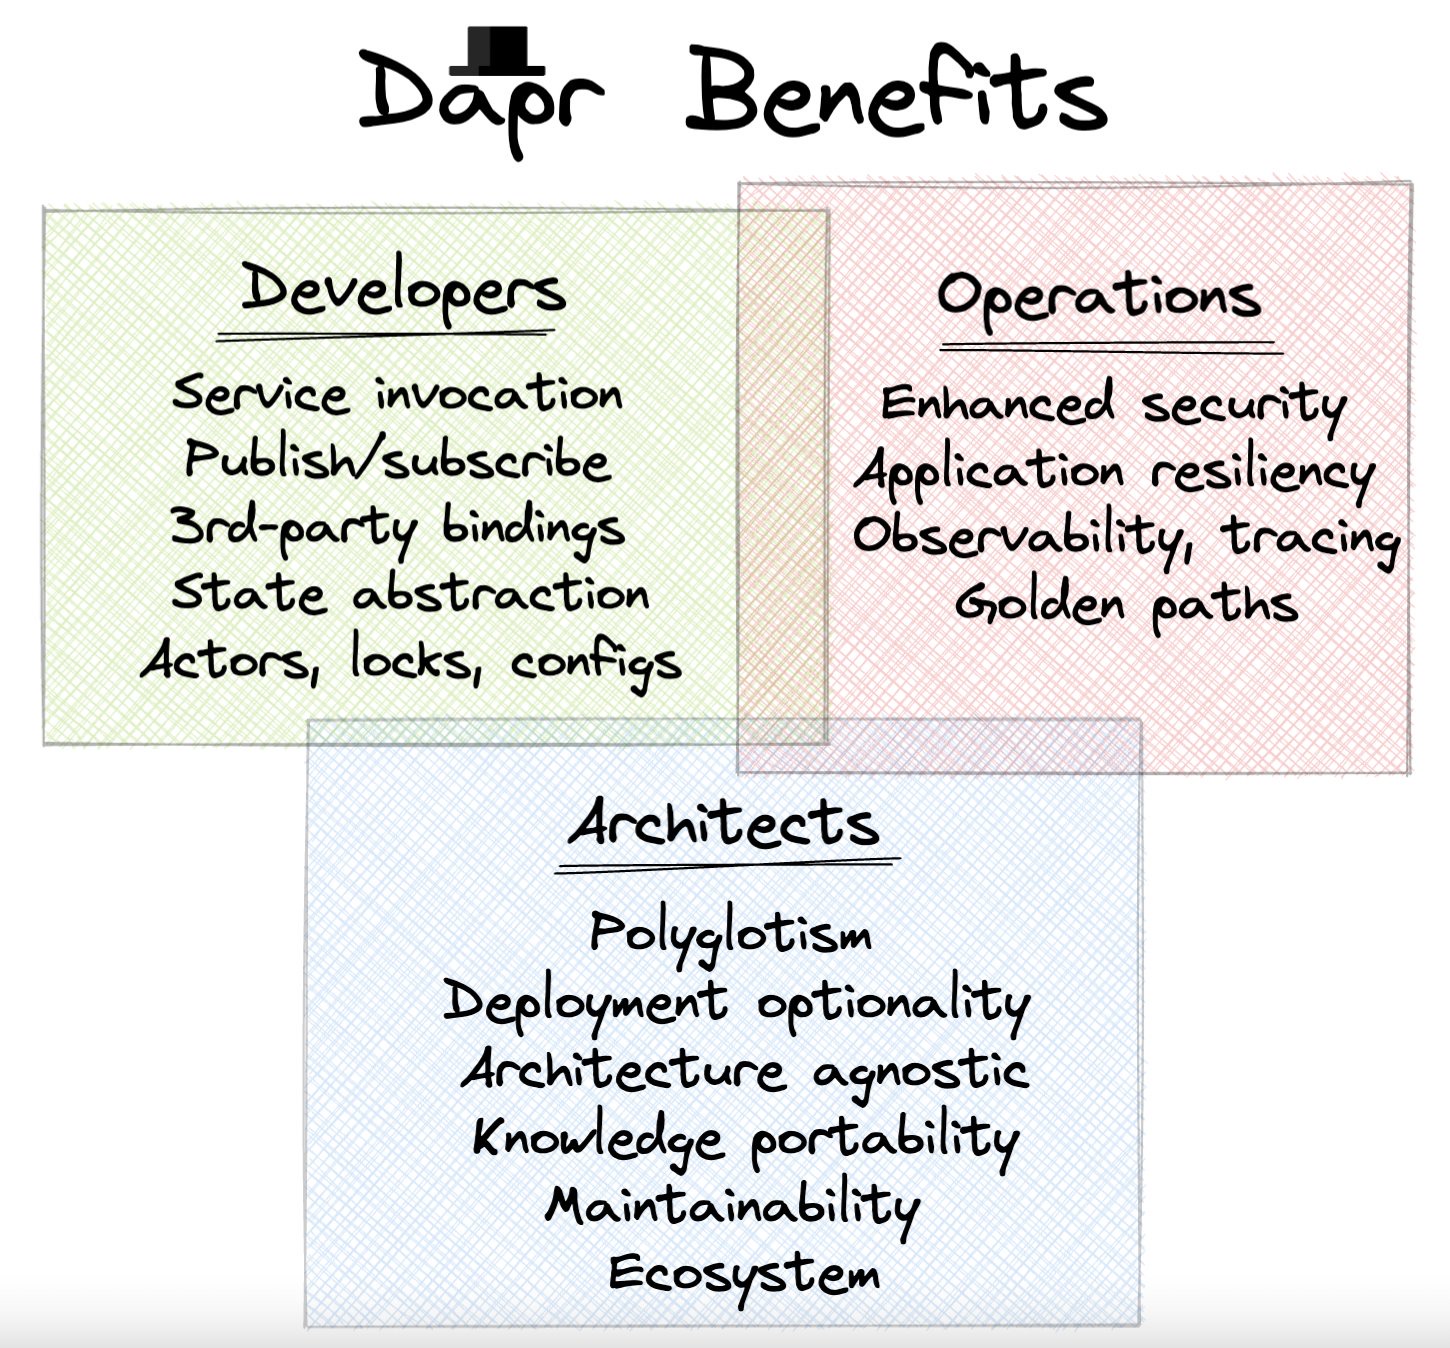 Dapr Benefits
Developers
Service invocation
Publish/subscribe
3rd-party bindings
State abstraction
Actors, locks, configs
Operations
Enhanced security
Application resiliency
Observability, tracing
Golden paths
Architects
Polyglotism
Deployment optionality
Architecture agnostic
Knowledge portability
Maintainability
Ecosystem